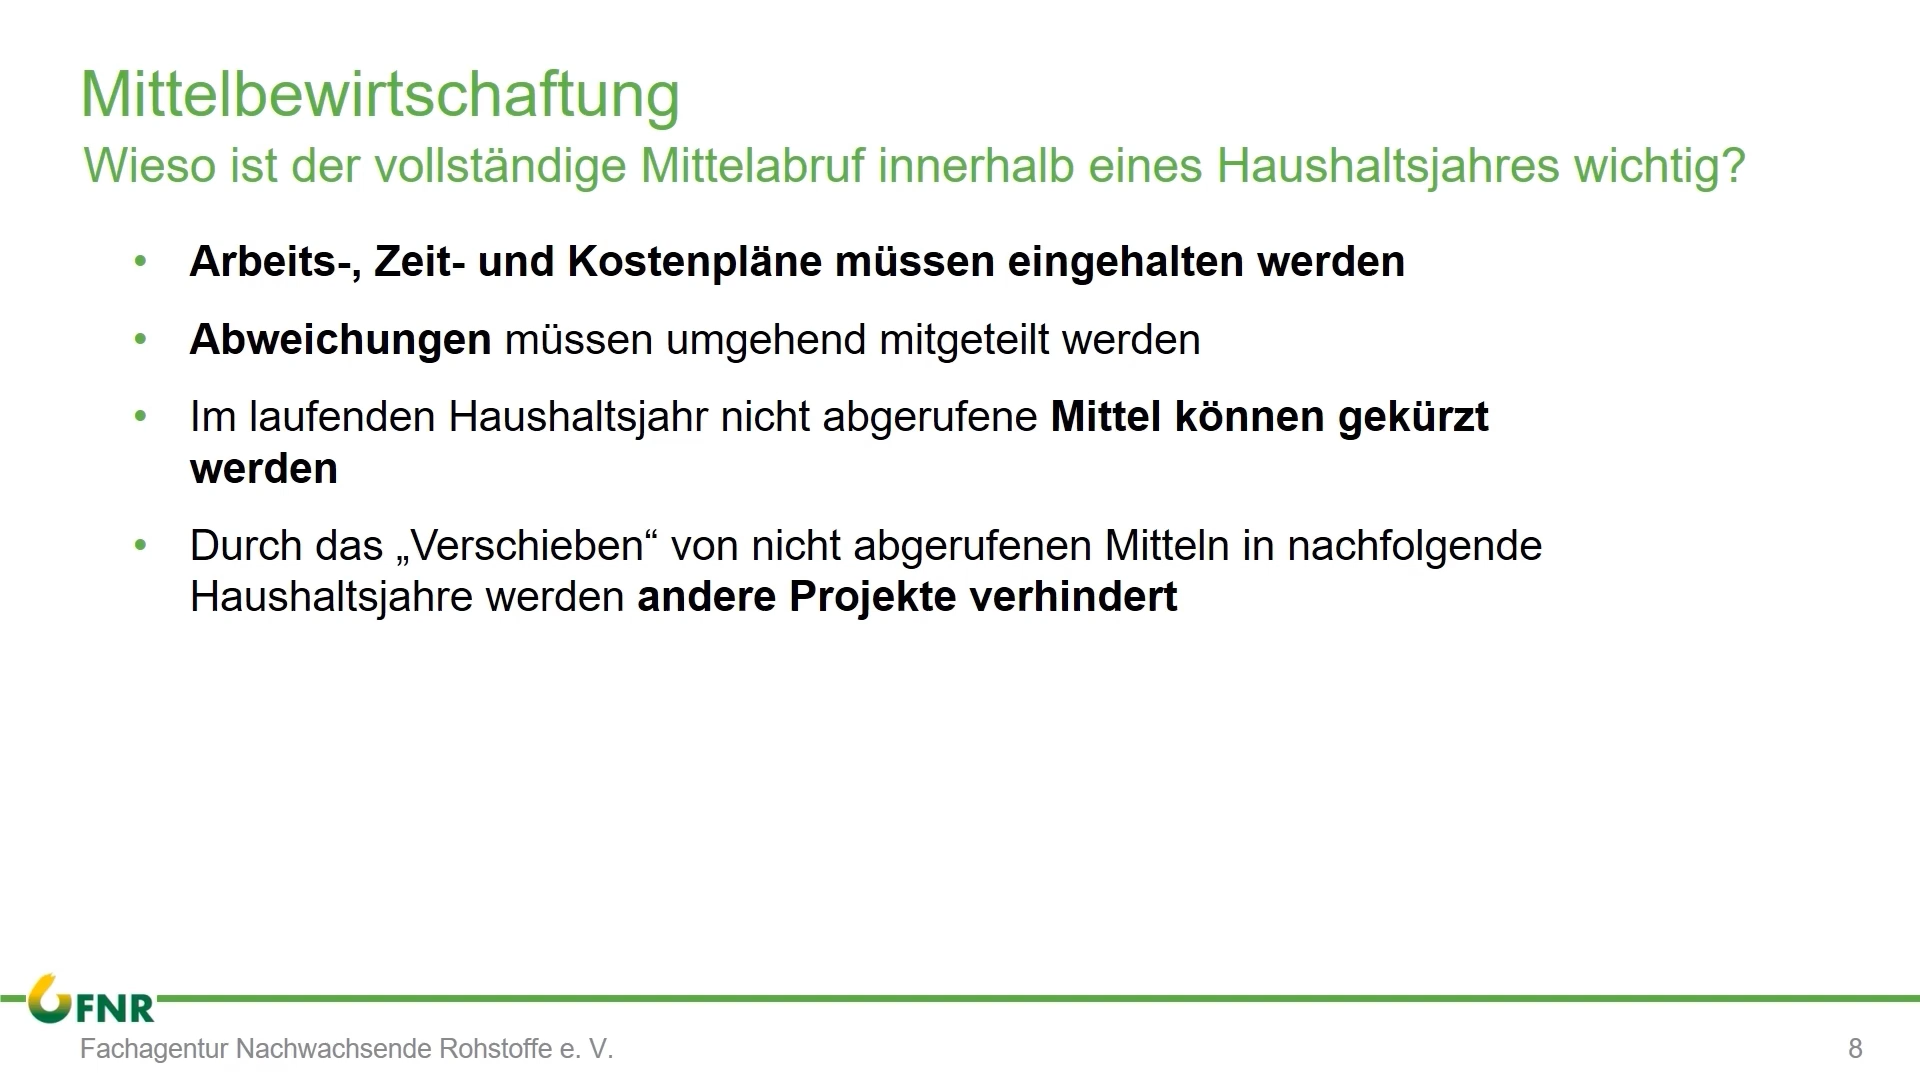 Mittelbewirtschaftung
Wieso ist der vollständige Mittelabruf innerhalb eines Haushaltsjahres wichtig?
• Arbeits-, Zeit- und Kostenpläne müssen eingehalten werden
• Abweichungen müssen umgehend mitgeteilt werden
• Im laufenden Haushaltsjahr nicht abgerufene Mittel können gekürzt
werden
• Durch das „Verschieben“ von nicht abgerufenen Mitteln in nachfolgende
Haushaltsjahre werden andere Projekte verhindert
FNR
Fachagentur Nachwachsende Rohstoffe e. V.
8